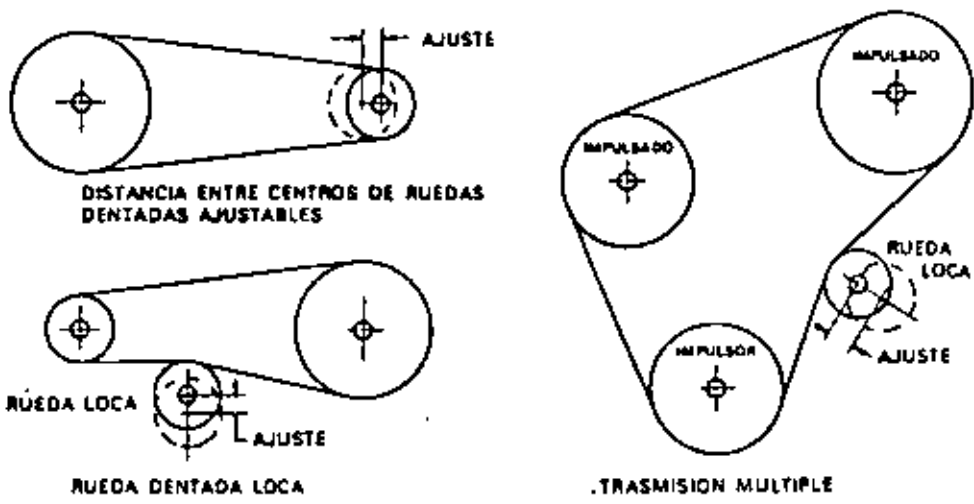 AJUSTE
DISTANCIA ENTRE CENTROS DE RUEDAS
DENTADAS AJUSTABLES
RUEDA LOCA
AJUSTE
RUEDA DENTADA LOCA
IMPULSADO
IMPULSADO
RUEDA
LOCA
IMPULSOR
AJUSTE
.TRASMISION MULTIPLE